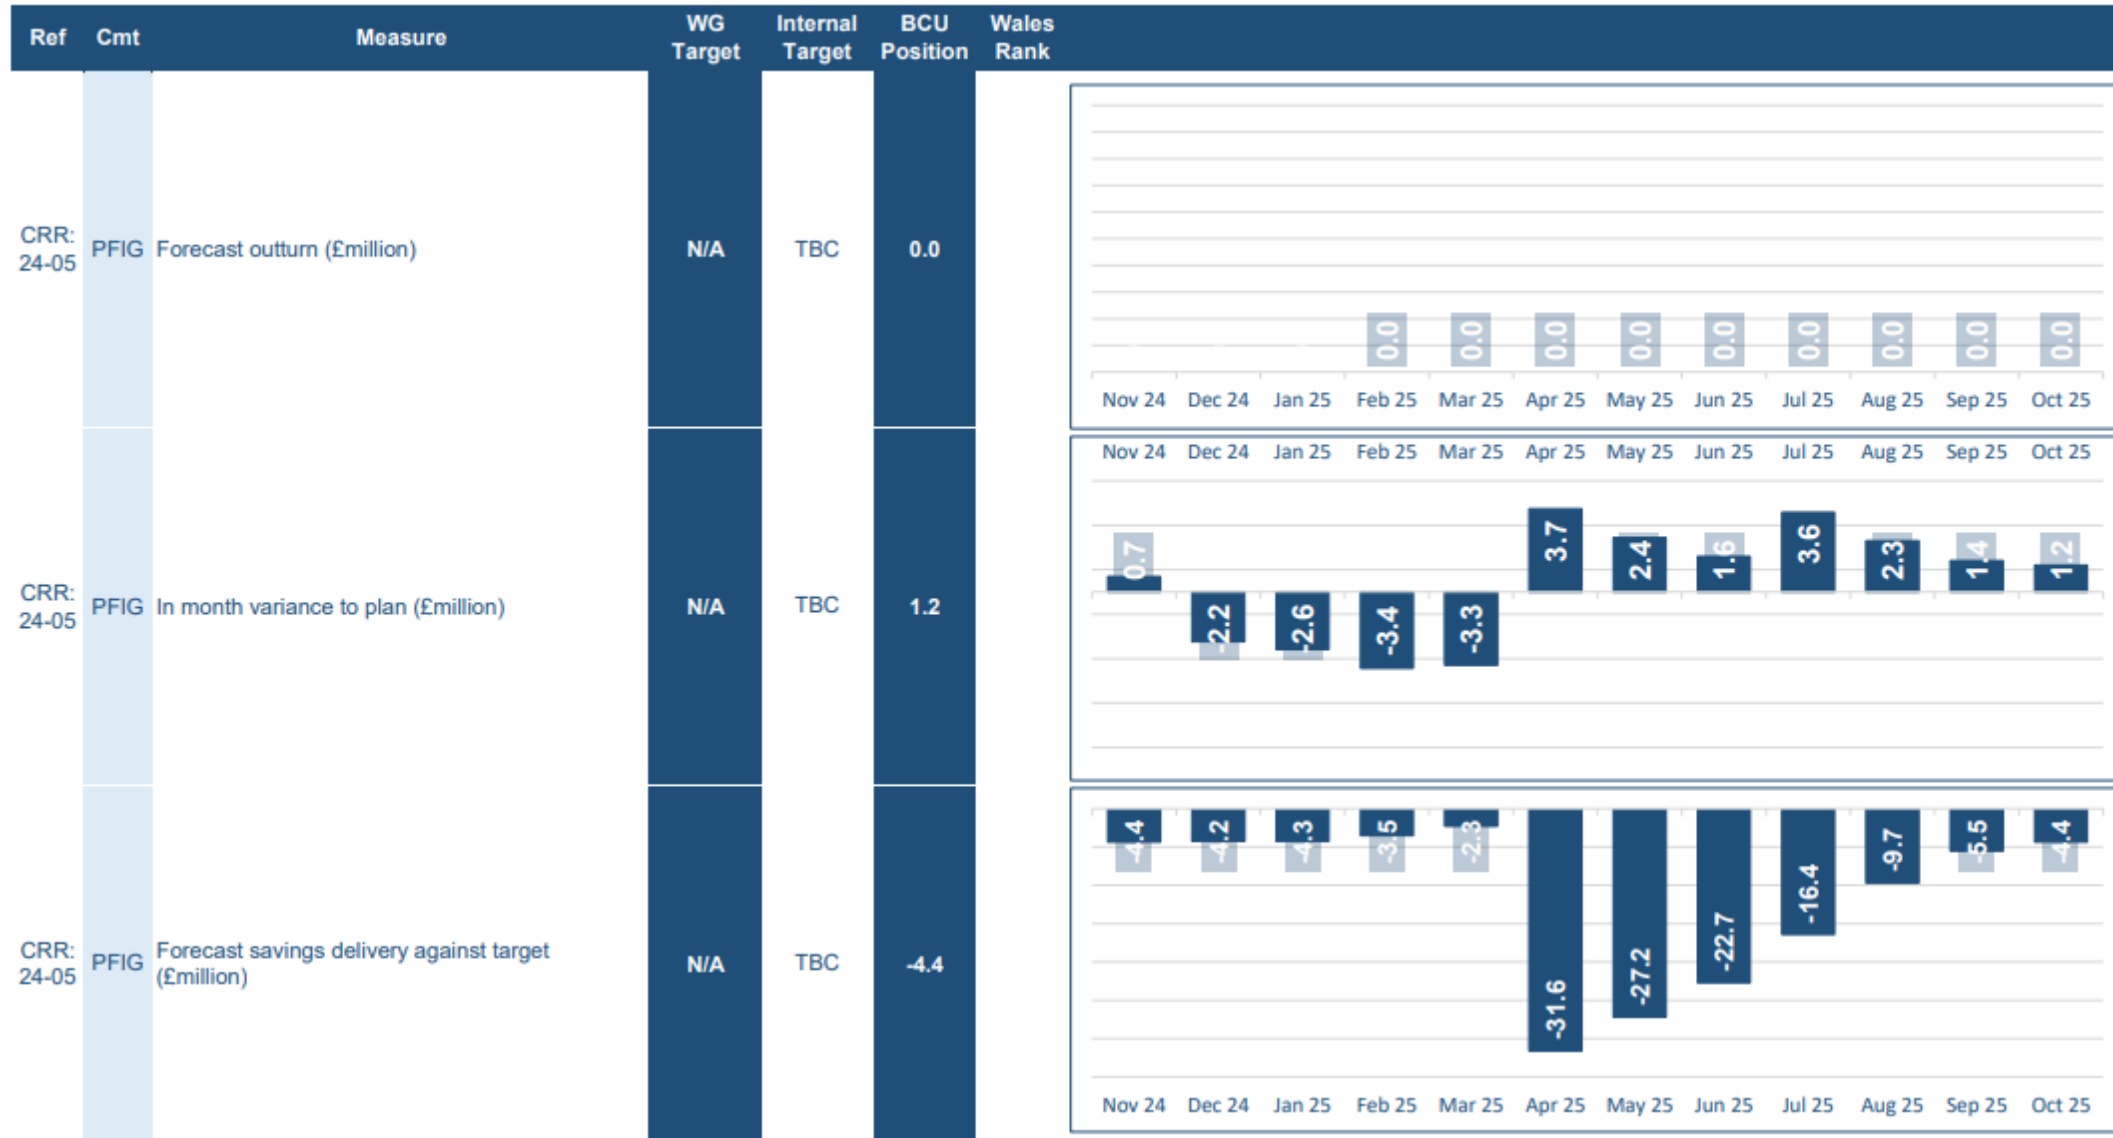 Ref Cmt Measure WG Target Internal Target BCU Position Wales Rank
CRR: 24-05 PFIG Forecast outturn (£million) N/A TBC 0.0
0.0 0.0 0.0 0.0 0.0 0.0 0.0 0.0 0.0
Nov 24 Dec 24 Jan 25 Feb 25 Mar 25 Apr 25 May 25 Jun 25 Jul 25 Aug 25 Sep 25 Oct 25
Nov 24 Dec 24 Jan 25 Feb 25 Mar 25 Apr 25 May 25 Jun 25 Jul 25 Aug 25 Sep 25 Oct 25
CRR: 24-05 PFIG In month variance to plan (£million) N/A TBC 1.2
0.7 -2.2 -2.6 -3.4 -3.3 3.7 2.4 1.6 3.6 2.3 1.4 1.2
CRR: 24-05 PFIG Forecast savings delivery against target (£million) N/A TBC -4.4
-4.4 -4.2 -4.3 -3.5 -2.3 -31.6 -27.2 -22.7 -16.4 -9.7 -5.5 -4.4
Nov 24 Dec 24 Jan 25 Feb 25 Mar 25 Apr 25 May 25 Jun 25 Jul 25 Aug 25 Sep 25 Oct 25